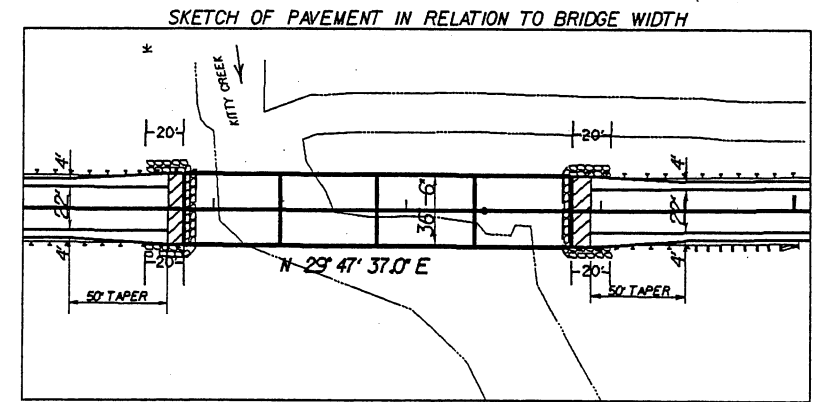 SKETCH OF PAVEMENT IN RELATION TO BRIDGE WIDTH
*
KITTY CREEK
20'
20'
4'
4'
22'
36'-6"
22'
4'
4'
20'
20'
N 29° 47' 37.0" E
50' TAPER
50' TAPER